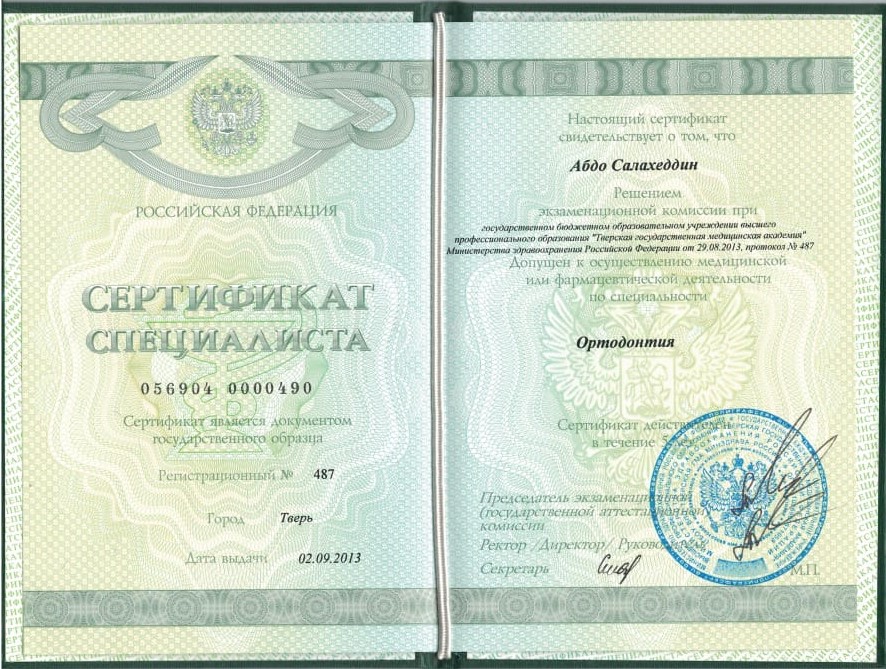 РОССИЙСКАЯ ФЕДЕРАЦИЯ
СЕРТИФИКАТ
СПЕЦИАЛИСТА
056904 0000490
Сертификат является документом
государственного образца
Регистрационный № 487
Город Тверь
Дата выдачи 02.09.2013
Настоящий сертификат
свидетельствует о том, что
Абдо Салахеддин
Решением
экзаменационной комиссии при
государственном бюджетном образовательном учреждении высшего
профессионального образования "Тверская государственная медицинская академия"
Министерства здравоохранения Российской Федерации от 29.08.2013, протокол № 487
Допущен к осуществлению медицинской
или фармацевтической деятельности
по специальности
Ортодонтия
Сертификат действителен
в течение 5
Председатель экзаменационной
(государственной аттестационной)
комиссии
Ректор /Директор/ Руководитель
Секретарь
М.П.